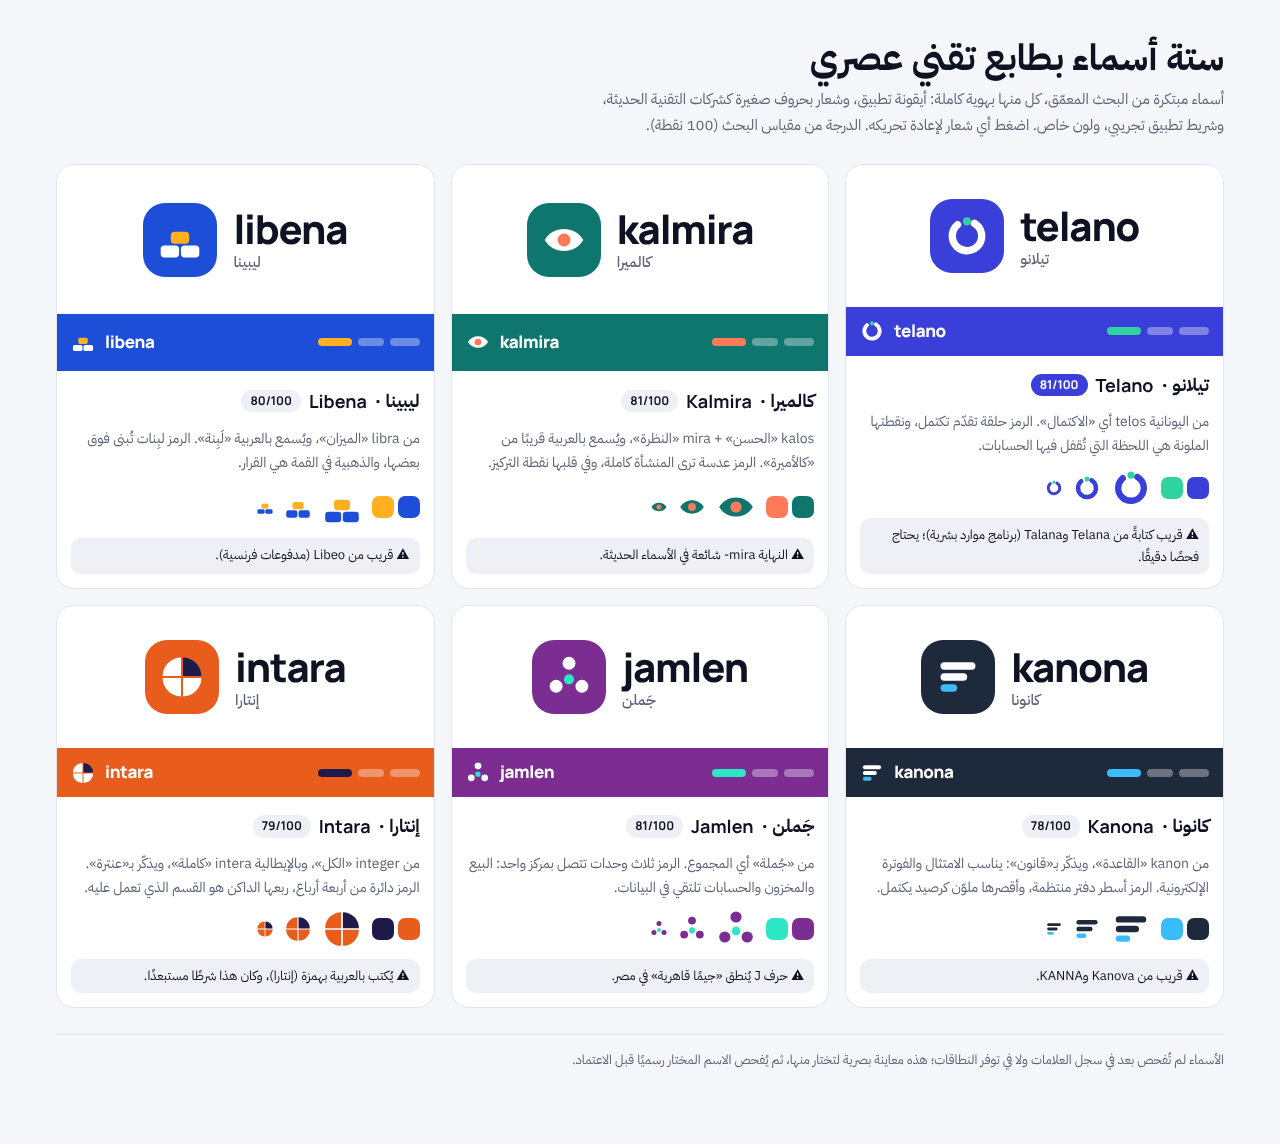 ستة أسماء بطابع تقني عصري
أسماء مبتكرة من البحث المعمّق، كل منها بهوية كاملة: أيقونة تطبيق، وشعار بحروف صغيرة كشركات التقنية الحديثة،
وشريط تطبيق تجريبي، ولون خاص. اضغط أي شعار لإعادة تحريكه. الدرجة من مقياس البحث (100 نقطة).
telano
تيلانو
telano
تيلانو · Telano 81/100
من اليونانية telos أي «الاكتمال». الرمز حلقة تقدّم تكتمل، ونقطتها
الملونة هي اللحظة التي تُقفل فيها الحسابات.
⚠ قريب كتابةً من Telana وTalana (برنامج موارد بشرية)؛ يحتاج
فحصًا دقيقًا.
kalmira
كالميرا
kalmira
كالميرا · Kalmira 81/100
kalos «الحسن» + mira «النظرة»، ويُسمع بالعربية قريبًا من
«كالأميرة». الرمز عدسة ترى المنشأة كاملة، وفي قلبها نقطة التركيز.
⚠ النهاية mira- شائعة في الأسماء الحديثة.
libena
ليبينا
libena
ليبينا · Libena 80/100
من libra «الميزان»، ويُسمع بالعربية «لَبِنة». الرمز لبِنات تُبنى فوق
بعضها، والذهبية في القمة هي القرار.
⚠ قريب من Libeo (مدفوعات فرنسية).
kanona
كانونا
kanona
كانونا · Kanona 78/100
من kanon «القاعدة»، ويذكّر بـ«قانون»: يناسب الامتثال والفوترة
الإلكترونية. الرمز أسطر دفتر منتظمة، وأقصرها ملوّن كرصيد يكتمل.
⚠ قريب من Kanova وKANNA.
jamlen
جَملن
jamlen
جَملن · Jamlen 81/100
من «جُملة» أي المجموع. الرمز ثلاث وحدات تتصل بمركز واحد: البيع
والمخزون والحسابات تلتقي في البيانات.
⚠ حرف J يُنطق «جيمًا قاهرية» في مصر.
intara
إنتارا
intara
إنتارا · Intara 79/100
من integer «الكل»، وبالإيطالية intera «كاملة»، ويذكّر بـ«عنترة».
الرمز دائرة من أربعة أرباع، ربعها الداكن هو القسم الذي تعمل عليه.
⚠ يُكتب بالعربية بهمزة (إنتارا)، وكان هذا شرطًا مستبعدًا.
الأسماء لم تُفحص بعد في سجل العلامات ولا في توفر النطاقات؛ هذه معاينة بصرية لتختار منها، ثم يُفحص الاسم المختار رسميًا قبل الاعتماد.